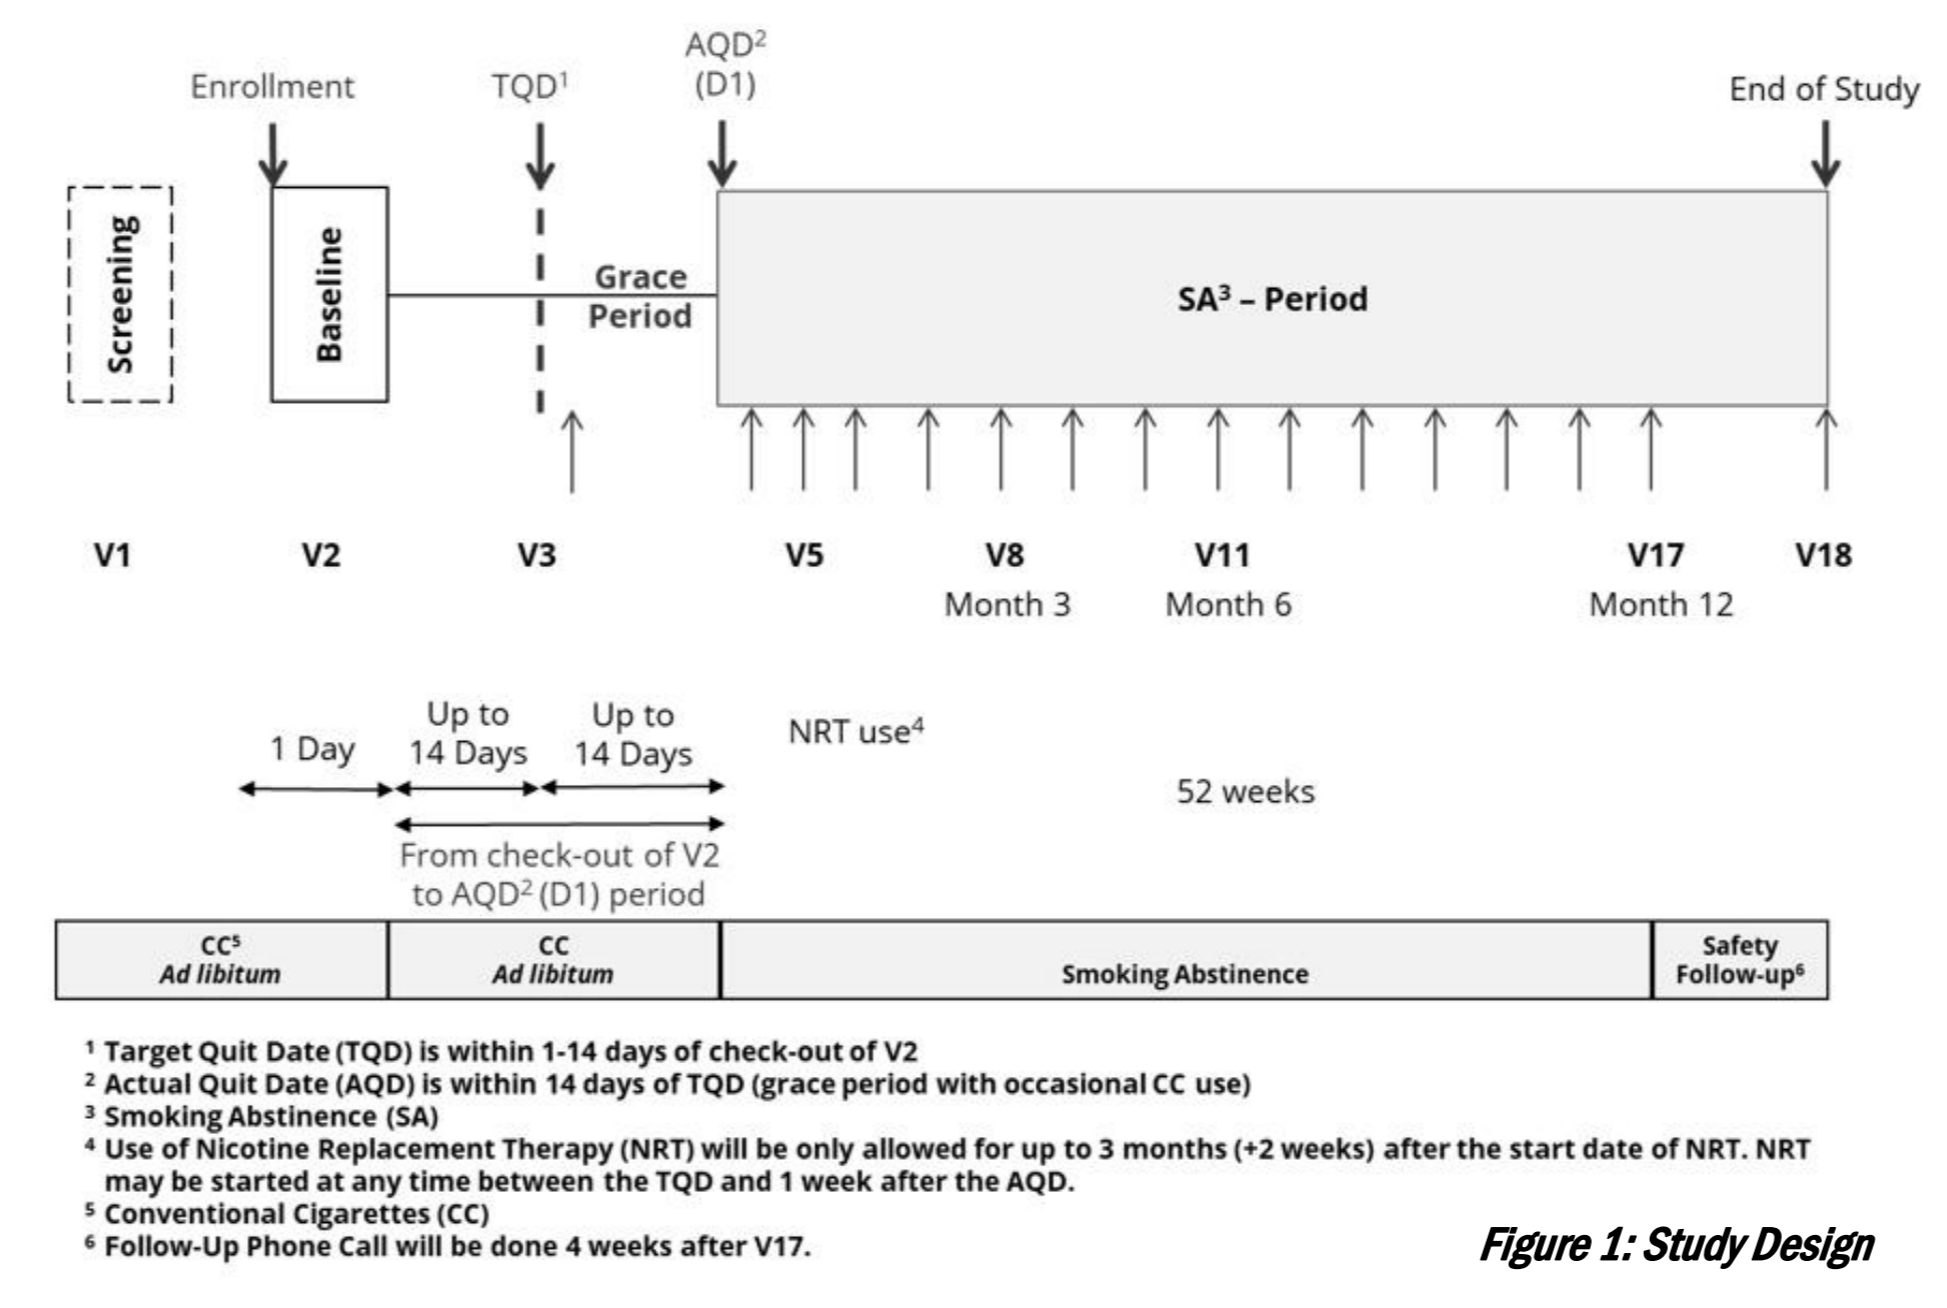 AQD²
Enrollment
TQD¹
(D1)
End of Study
Screening
Baseline
Grace
Period
SA³ – Period
V1
V2
V3
V5
V8
V11
V17
V18
Month 3
Month 6
Month 12
1 Day
Up to
14 Days
Up to
14 Days
NRT use⁴
52 weeks
From check-out of V2
to AQD² (D1) period
CC⁵
Ad libitum
CC
Ad libitum
Smoking Abstinence
Safety
Follow-up⁶
¹ Target Quit Date (TQD) is within 1-14 days of check-out of V2
² Actual Quit Date (AQD) is within 14 days of TQD (grace period with occasional CC use)
³ Smoking Abstinence (SA)
⁴ Use of Nicotine Replacement Therapy (NRT) will be only allowed for up to 3 months (+2 weeks) after the start date of NRT. NRT
may be started at any time between the TQD and 1 week after the AQD.
⁵ Conventional Cigarettes (CC)
⁶ Follow-Up Phone Call will be done 4 weeks after V17.
Figure 1: Study Design